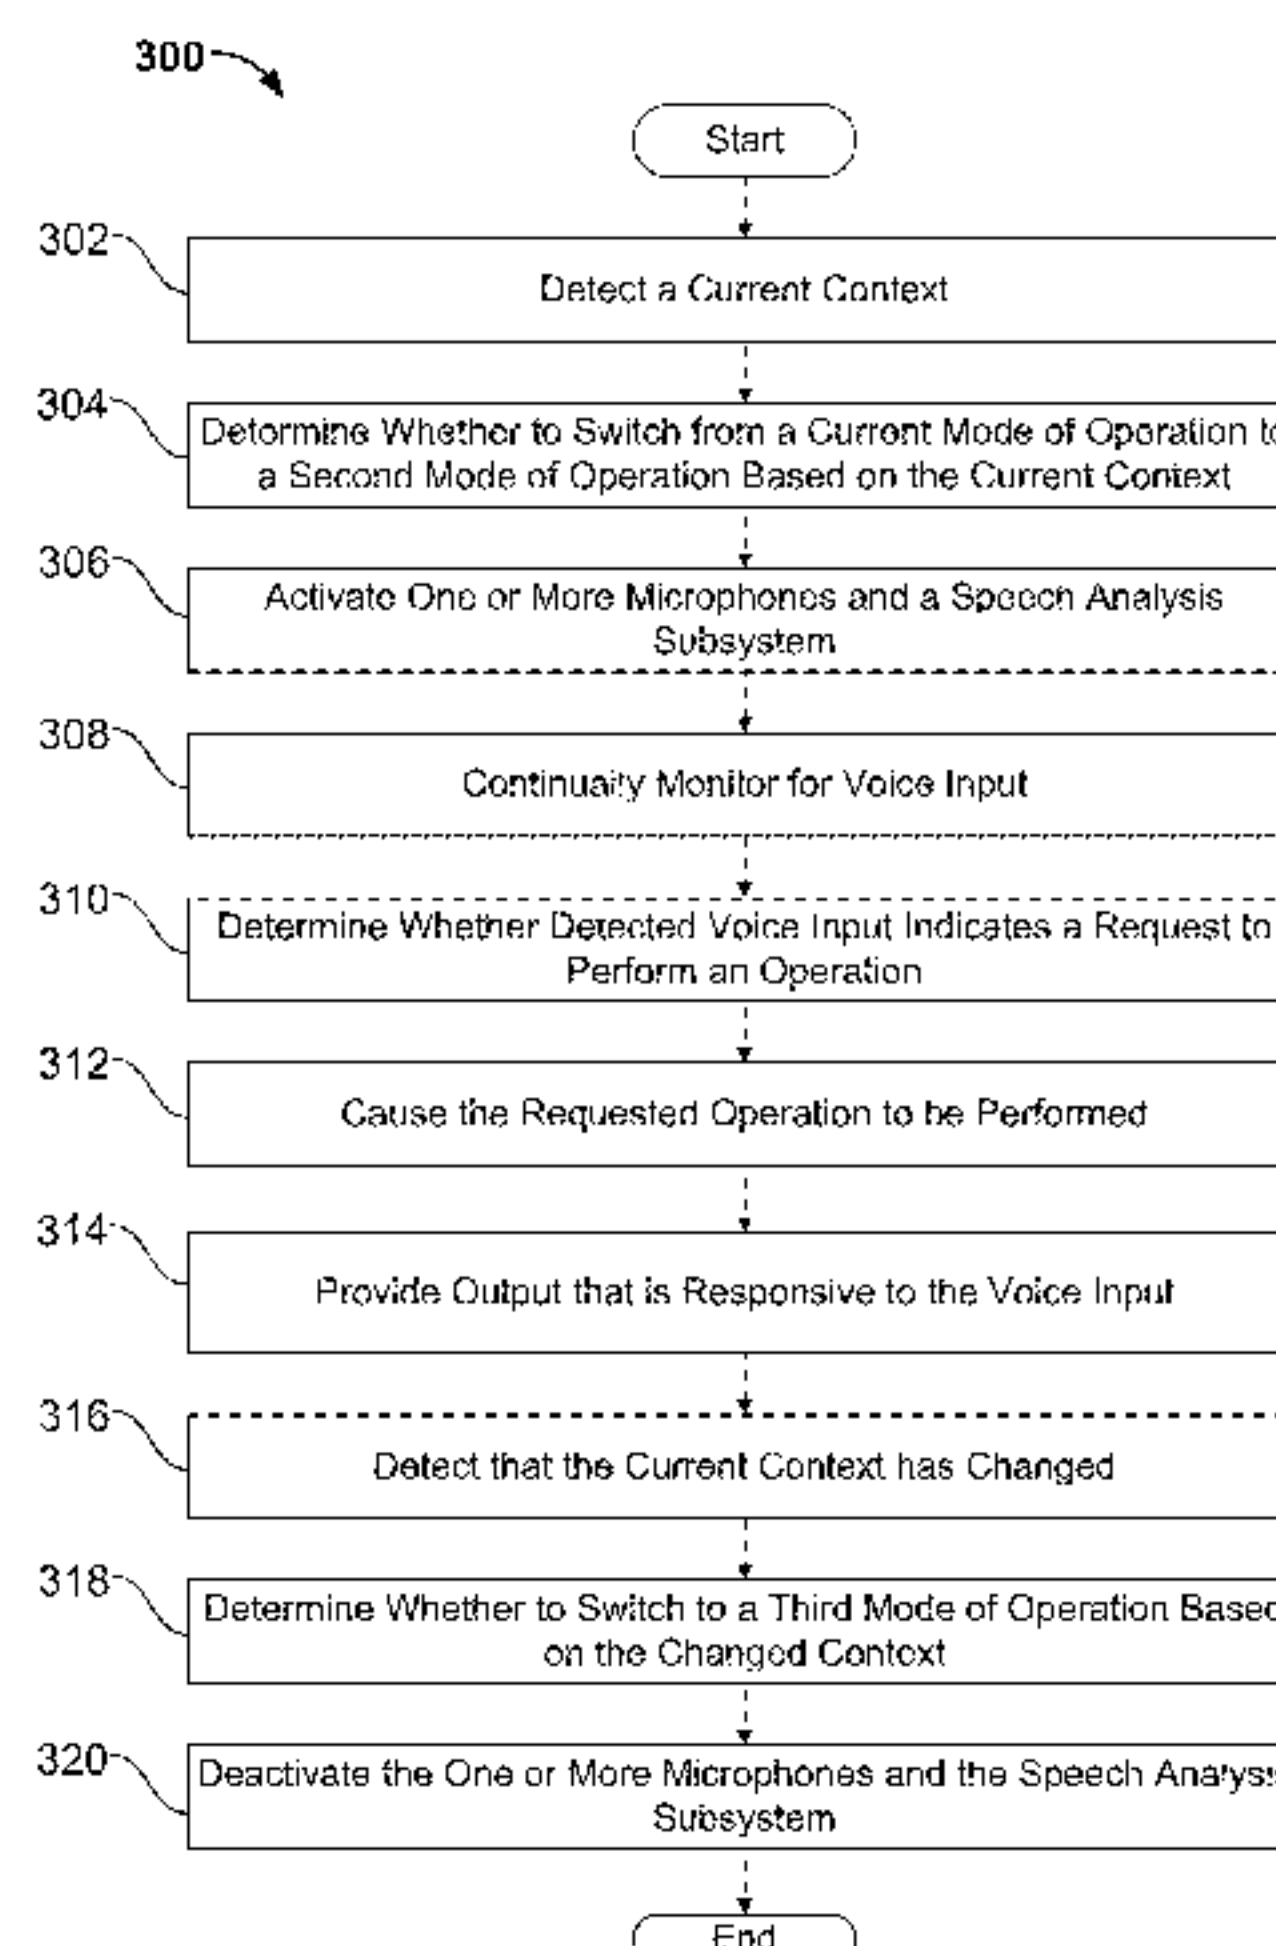 300
Start
302
Detect a Current Context
304
Determine Whether to Switch from a Current Mode of Operation to
a Second Mode of Operation Based on the Current Context
306
Activate One or More Microphones and a Speech Analysis
Subsystem
308
Continually Monitor for Voice Input
310
Determine Whether Detected Voice Input Indicates a Request to
Perform an Operation
312
Cause the Requested Operation to be Performed
314
Provide Output that is Responsive to the Voice Input
316
Detect that the Current Context has Changed
318
Determine Whether to Switch to a Third Mode of Operation Based
on the Changed Context
320
Deactivate the One or More Microphones and the Speech Analysis
Subsystem
End